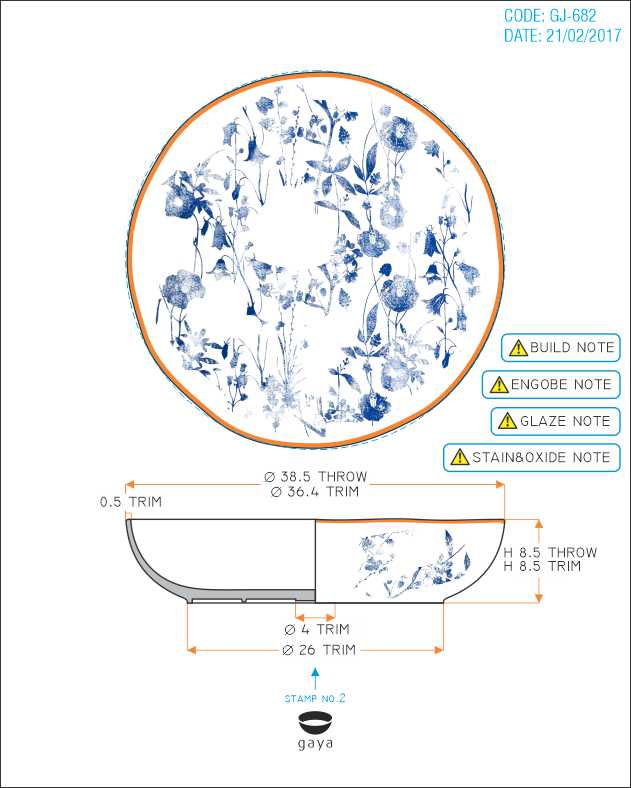 CODE: GJ-682
DATE: 21/02/2017
BUILD NOTE
ENGOBE NOTE
GLAZE NOTE
STAIN&OXIDE NOTE
Ø 38.5 THROW
Ø 36.4 TRIM
0.5 TRIM
H 8.5 THROW
H 8.5 TRIM
Ø 4 TRIM
Ø 26 TRIM
STAMP NO.2
gaya